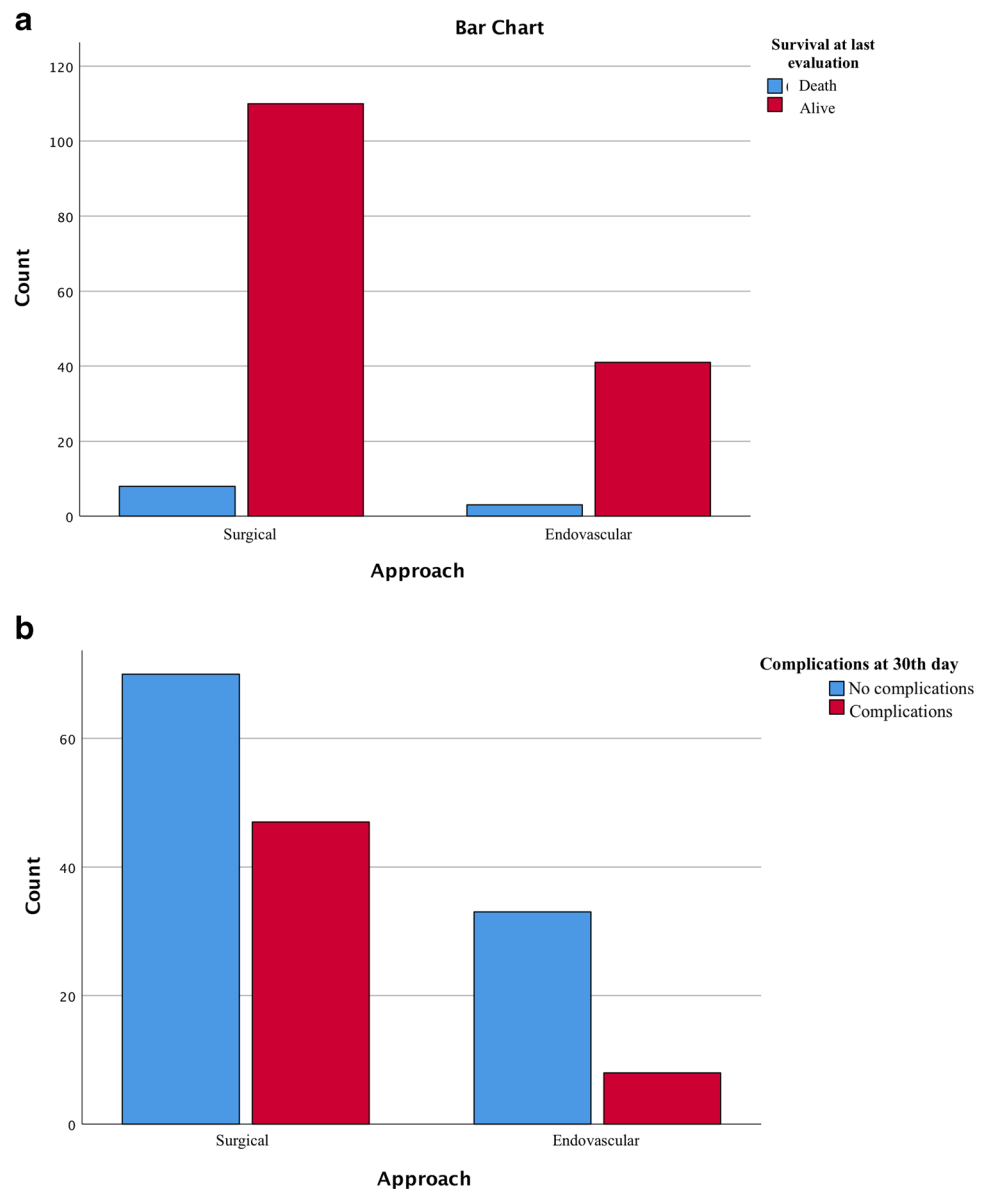 a
Bar Chart
Survival at last
evaluation
Death
Alive
120
100
80
60
40
20
0
Count
Surgical
Endovascular
Approach
b
Complications at 30th day
No complications
Complications
60
40
20
0
Count
Surgical
Endovascular
Approach